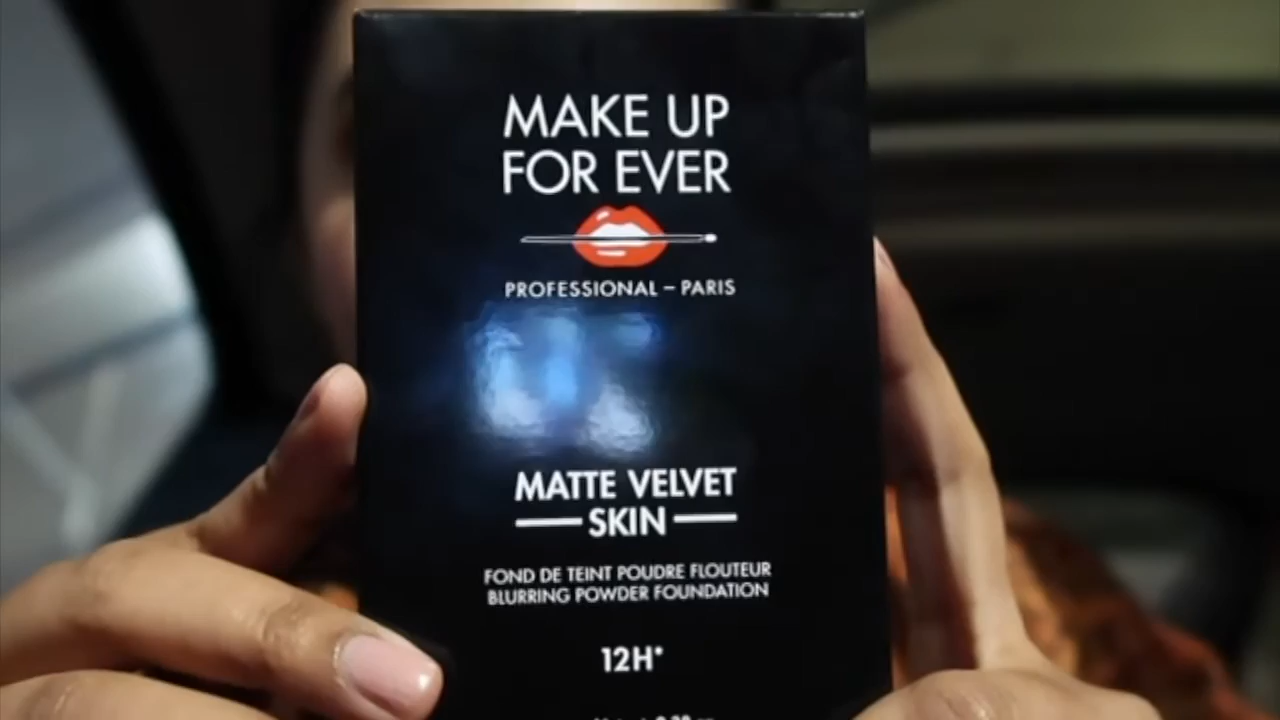 MAKE UP
FOR EVER
PROFESSIONAL – PARIS
MATTE VELVET
SKIN
FOND DE TEINT POUDRE FLOUTEUR
BLURRING POWDER FOUNDATION
12H*